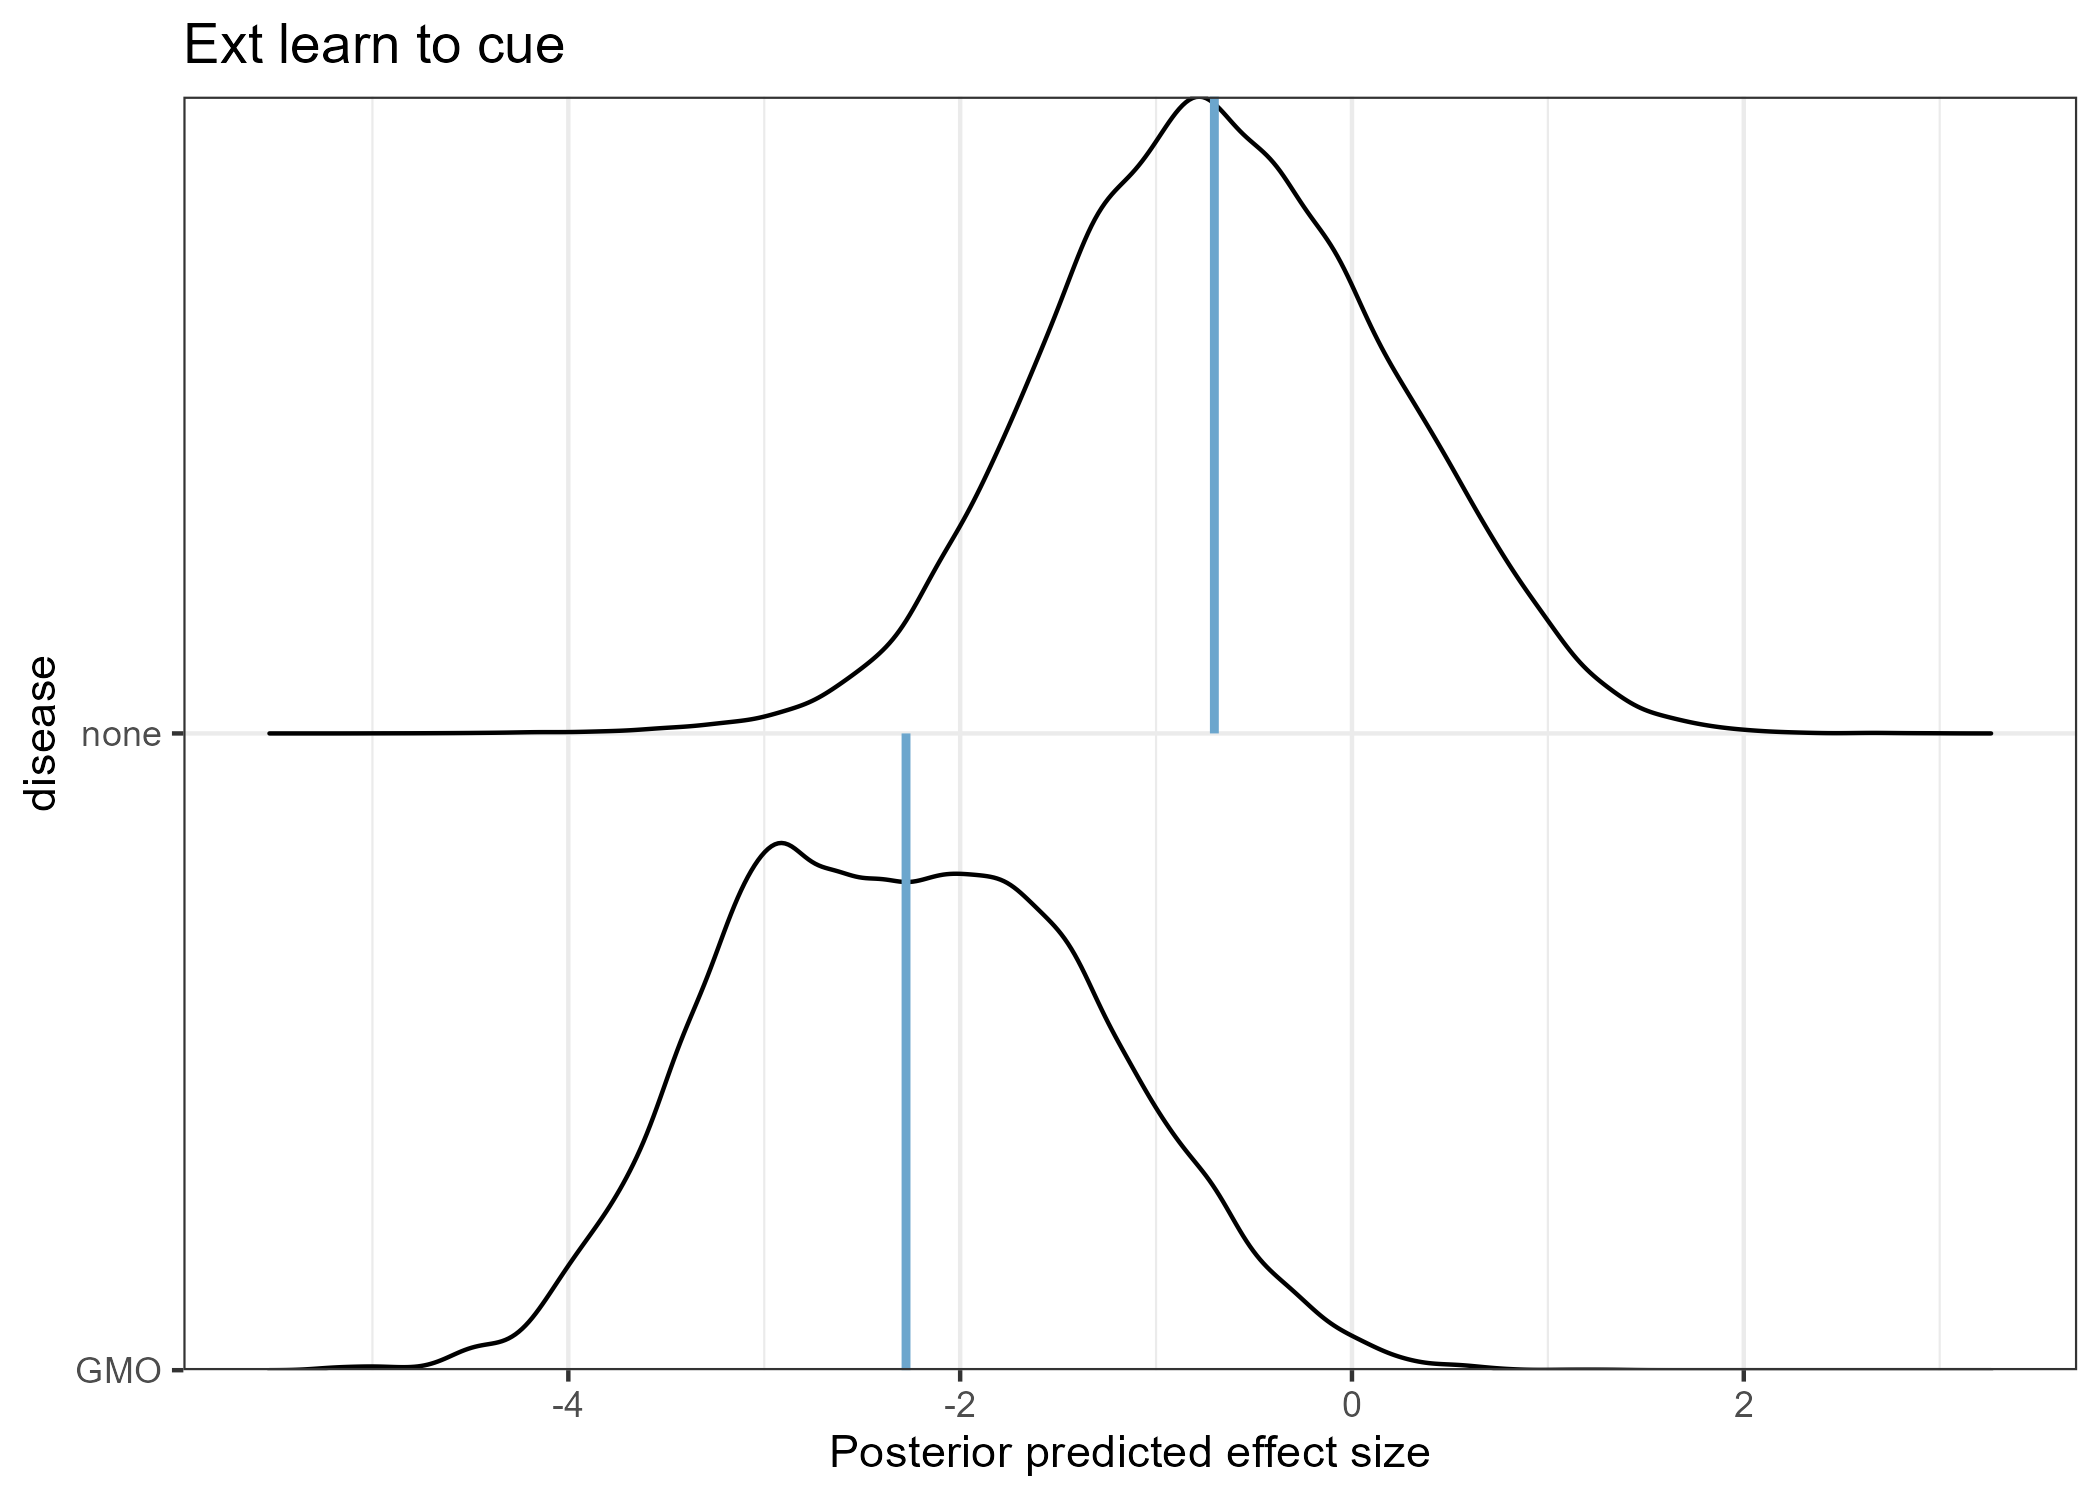 Ext learn to cue
disease
none
GMO
-4
-2
0
2
Posterior predicted effect size